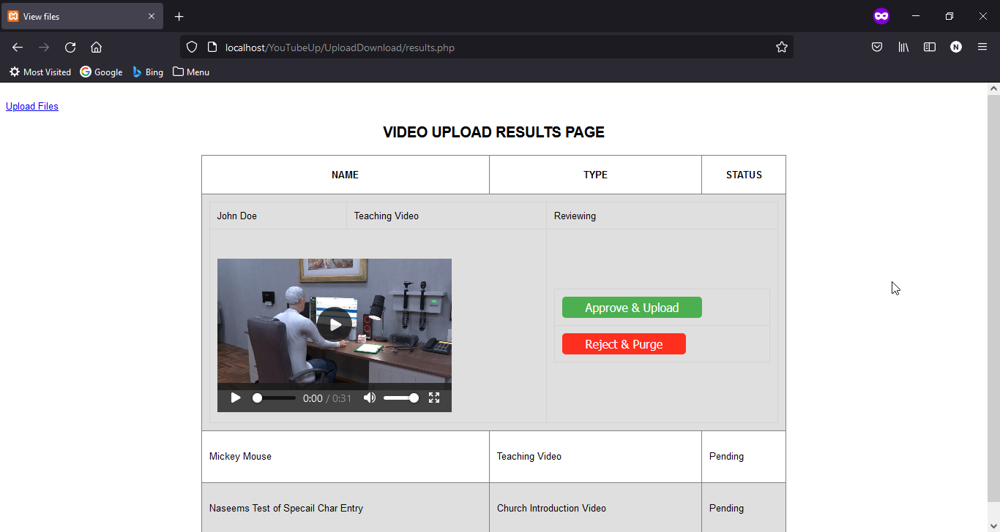 View files
localhost/YouTubeUp/UploadDownload/results.php
N
Most Visited Google Bing Menu
Upload Files
VIDEO UPLOAD RESULTS PAGE
NAME TYPE STATUS
John Doe Teaching Video Reviewing
Approve & Upload
Reject & Purge
0:00 / 0:31
Mickey Mouse Teaching Video Pending
Naseems Test of Specail Char Entry Church Introduction Video Pending